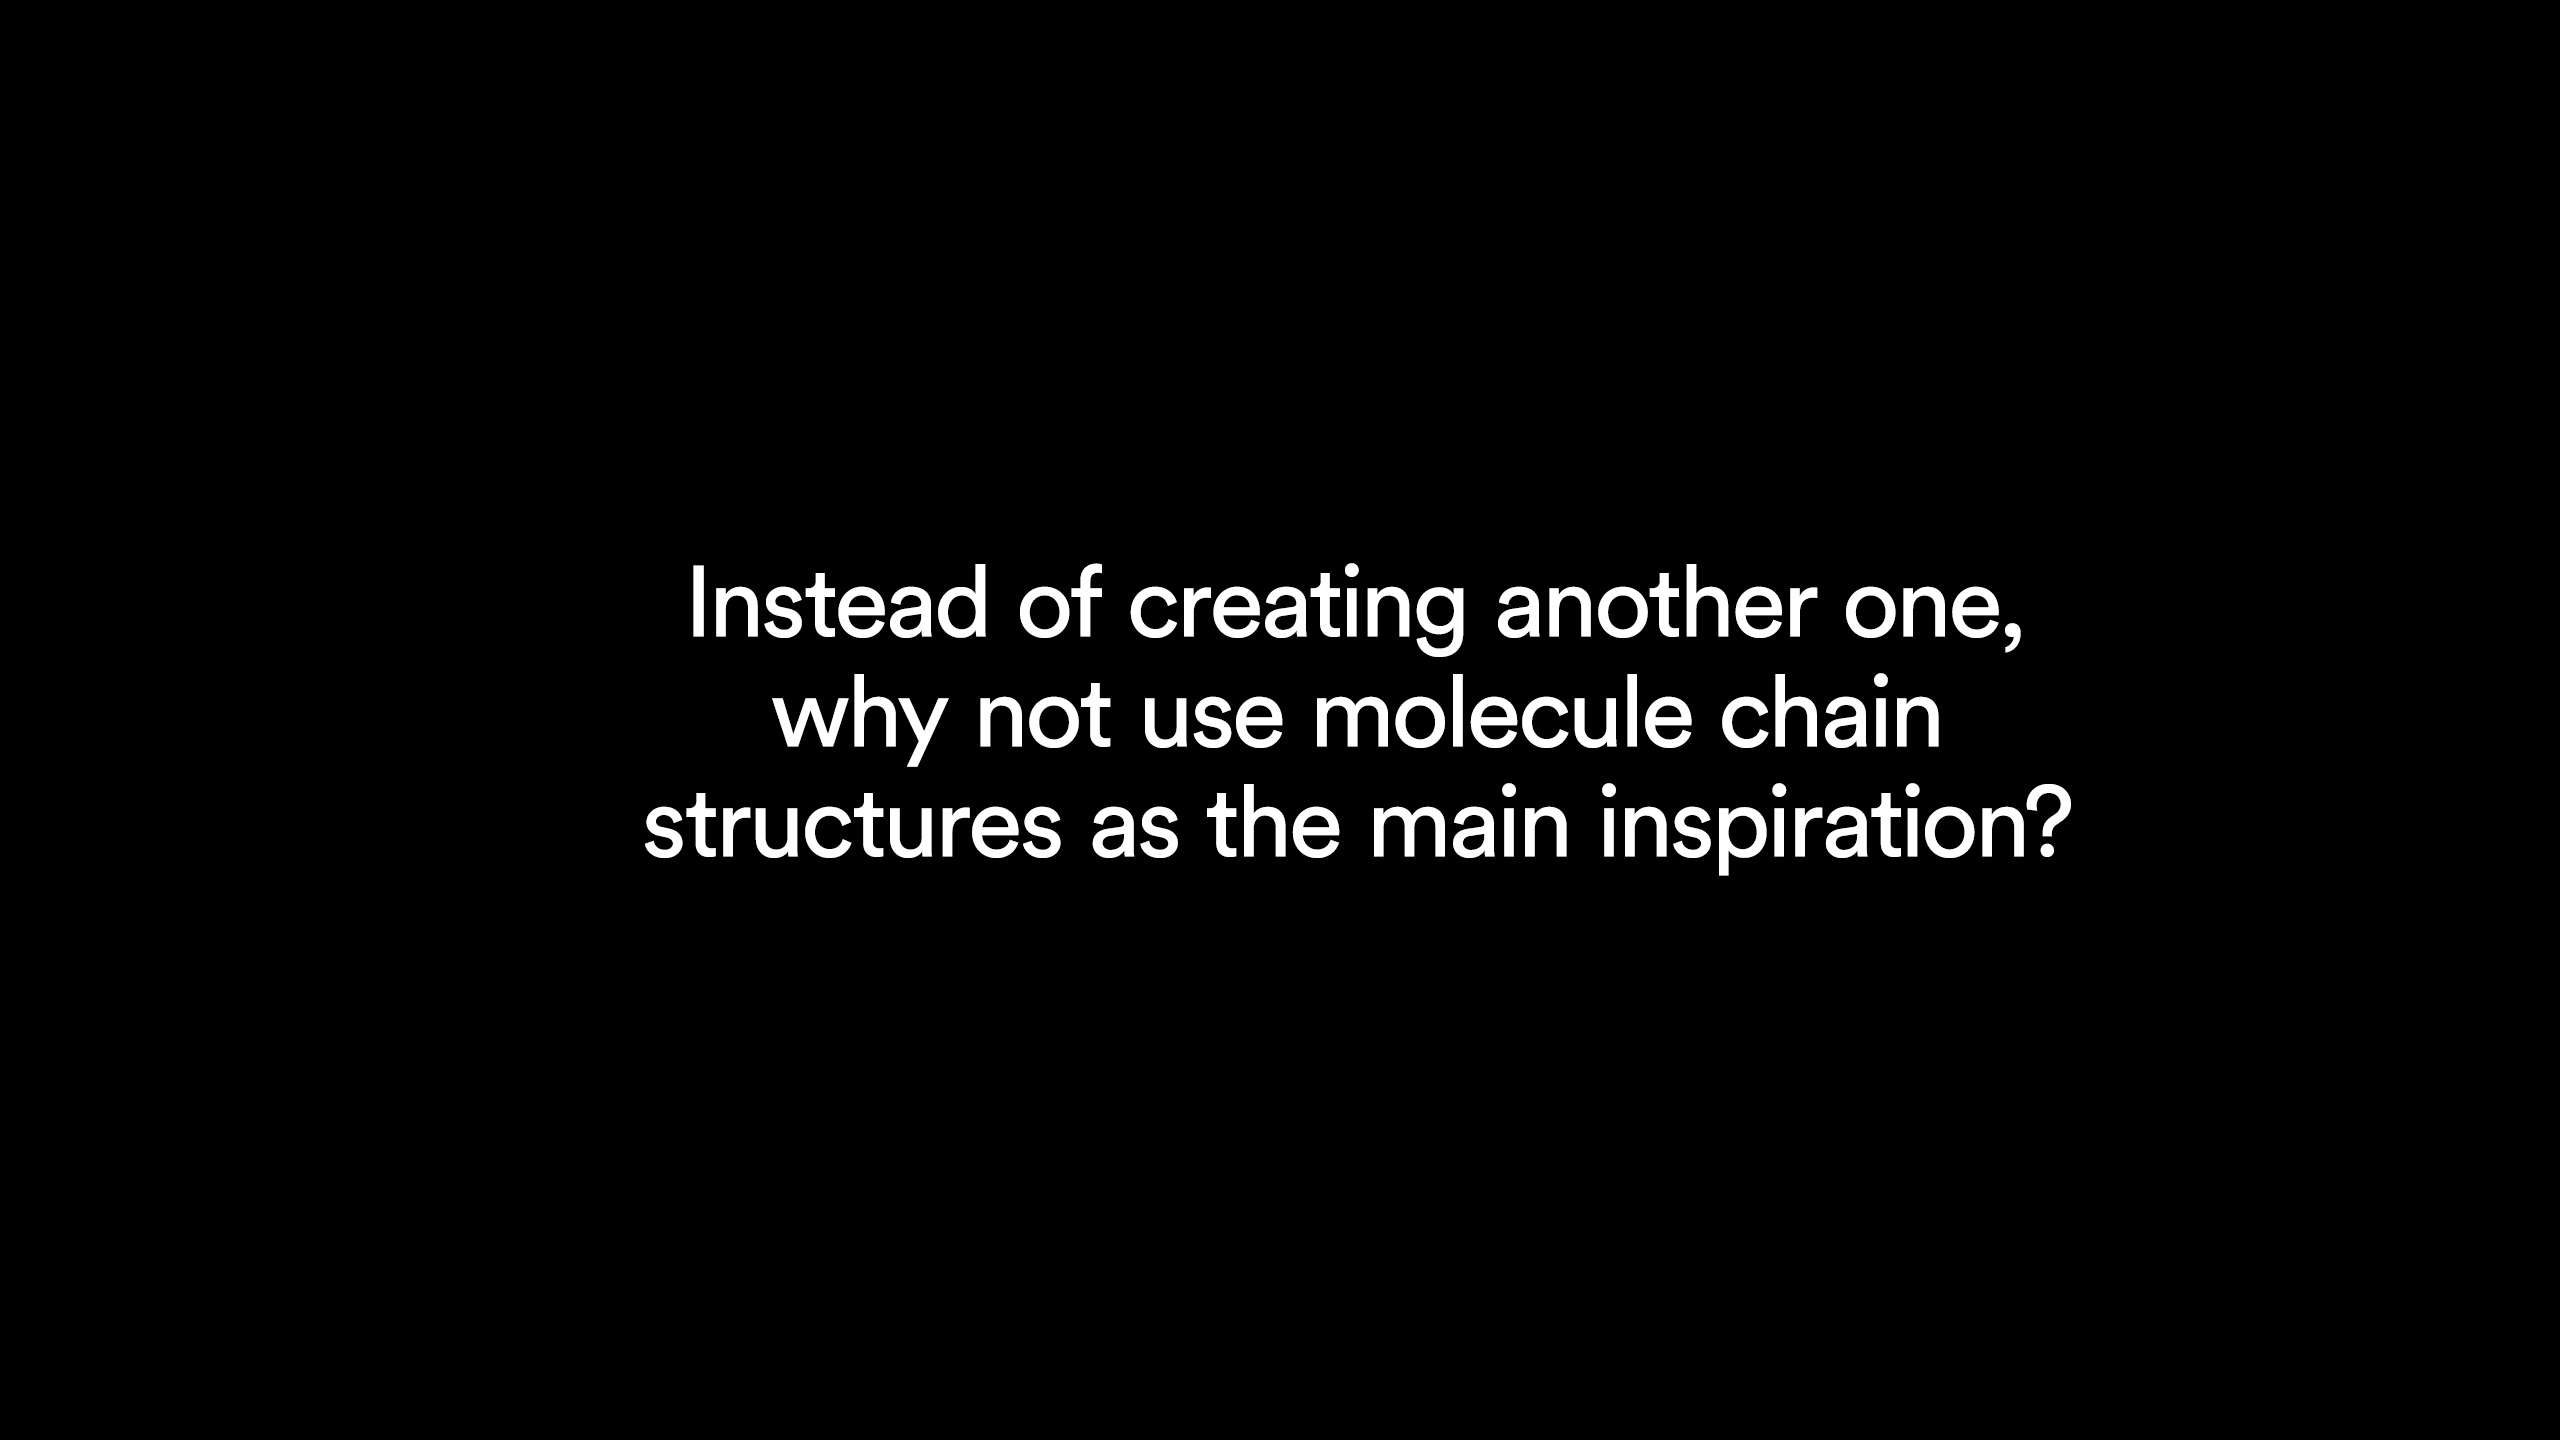 Instead of creating another one,
why not use molecule chain
structures as the main inspiration?